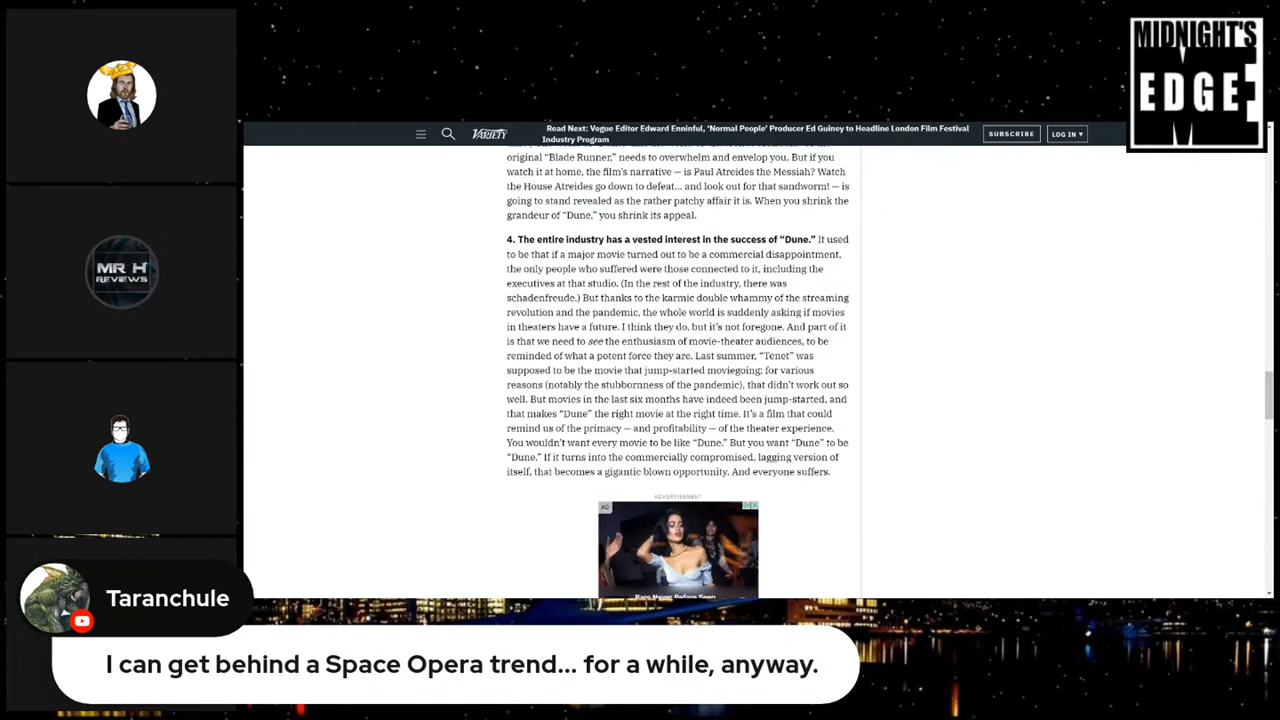 MIDNIGHT'S
EDGE
Read Next: Vogue Editor Edward Enninful, ‘Normal People’ Producer Ed Guiney to Headline London Film Festival
Industry Program
VARIETY
SUBSCRIBE
LOG IN
original “Blade Runner,” needs to overwhelm and envelop you. But if you
watch it at home, the film’s narrative — is Paul Atreides the Messiah? Watch
the House Atreides go down to defeat… and look out for that sandworm! — is
going to stand revealed as the rather patchy affair it is. When you shrink the
grandeur of “Dune,” you shrink its appeal.
4. The entire industry has a vested interest in the success of “Dune.” It used
to be that if a major movie turned out to be a commercial disappointment,
the only people who suffered were those connected to it, including the
executives at that studio. (In the rest of the industry, there was
schadenfreude.) But thanks to the karmic double whammy of the streaming
revolution and the pandemic, the whole world is suddenly asking if movies
in theaters have a future. I think they do, but it’s not foregone. And part of it
is that we need to see the enthusiasm of movie-theater audiences, to be
reminded of what a potent force they are. Last summer, “Tenet” was
supposed to be the movie that jump-started moviegoing; for various
reasons (notably the stubbornness of the pandemic), that didn’t work out so
well. But movies in the last six months have indeed been jump-started, and
that makes “Dune” the right movie at the right time. It’s a film that could
remind us of the primacy — and profitability — of the theater experience.
You wouldn’t want every movie to be like “Dune.” But you want “Dune” to be
“Dune.” If it turns into the commercially compromised, lagging version of
itself, that becomes a gigantic blown opportunity. And everyone suffers.
ADVERTISEMENT
AD
Rare Never Before Seen
MR H
REVIEWS
Taranchule
I can get behind a Space Opera trend... for a while, anyway.